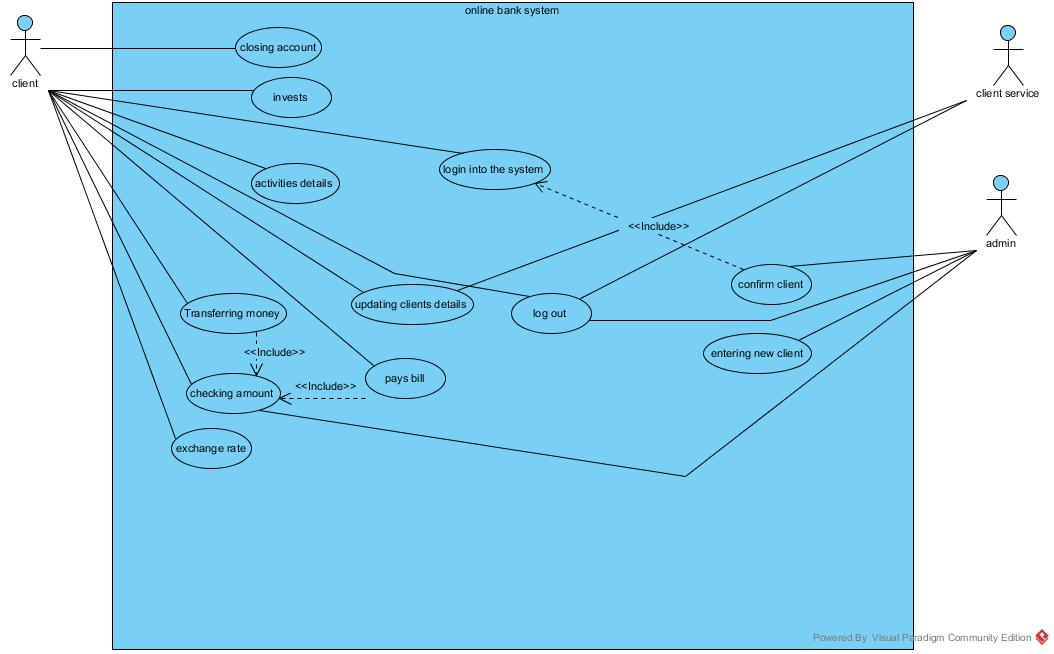 online bank system
client
closing account
client service
invests
login into the system
activities details
admin
<<Include>>
confirm client
updating clients details
log out
Transferring money
<<Include>>
entering new client
pays bill
<<Include>>
checking amount
exchange rate
Powered By Visual Paradigm Community Edition